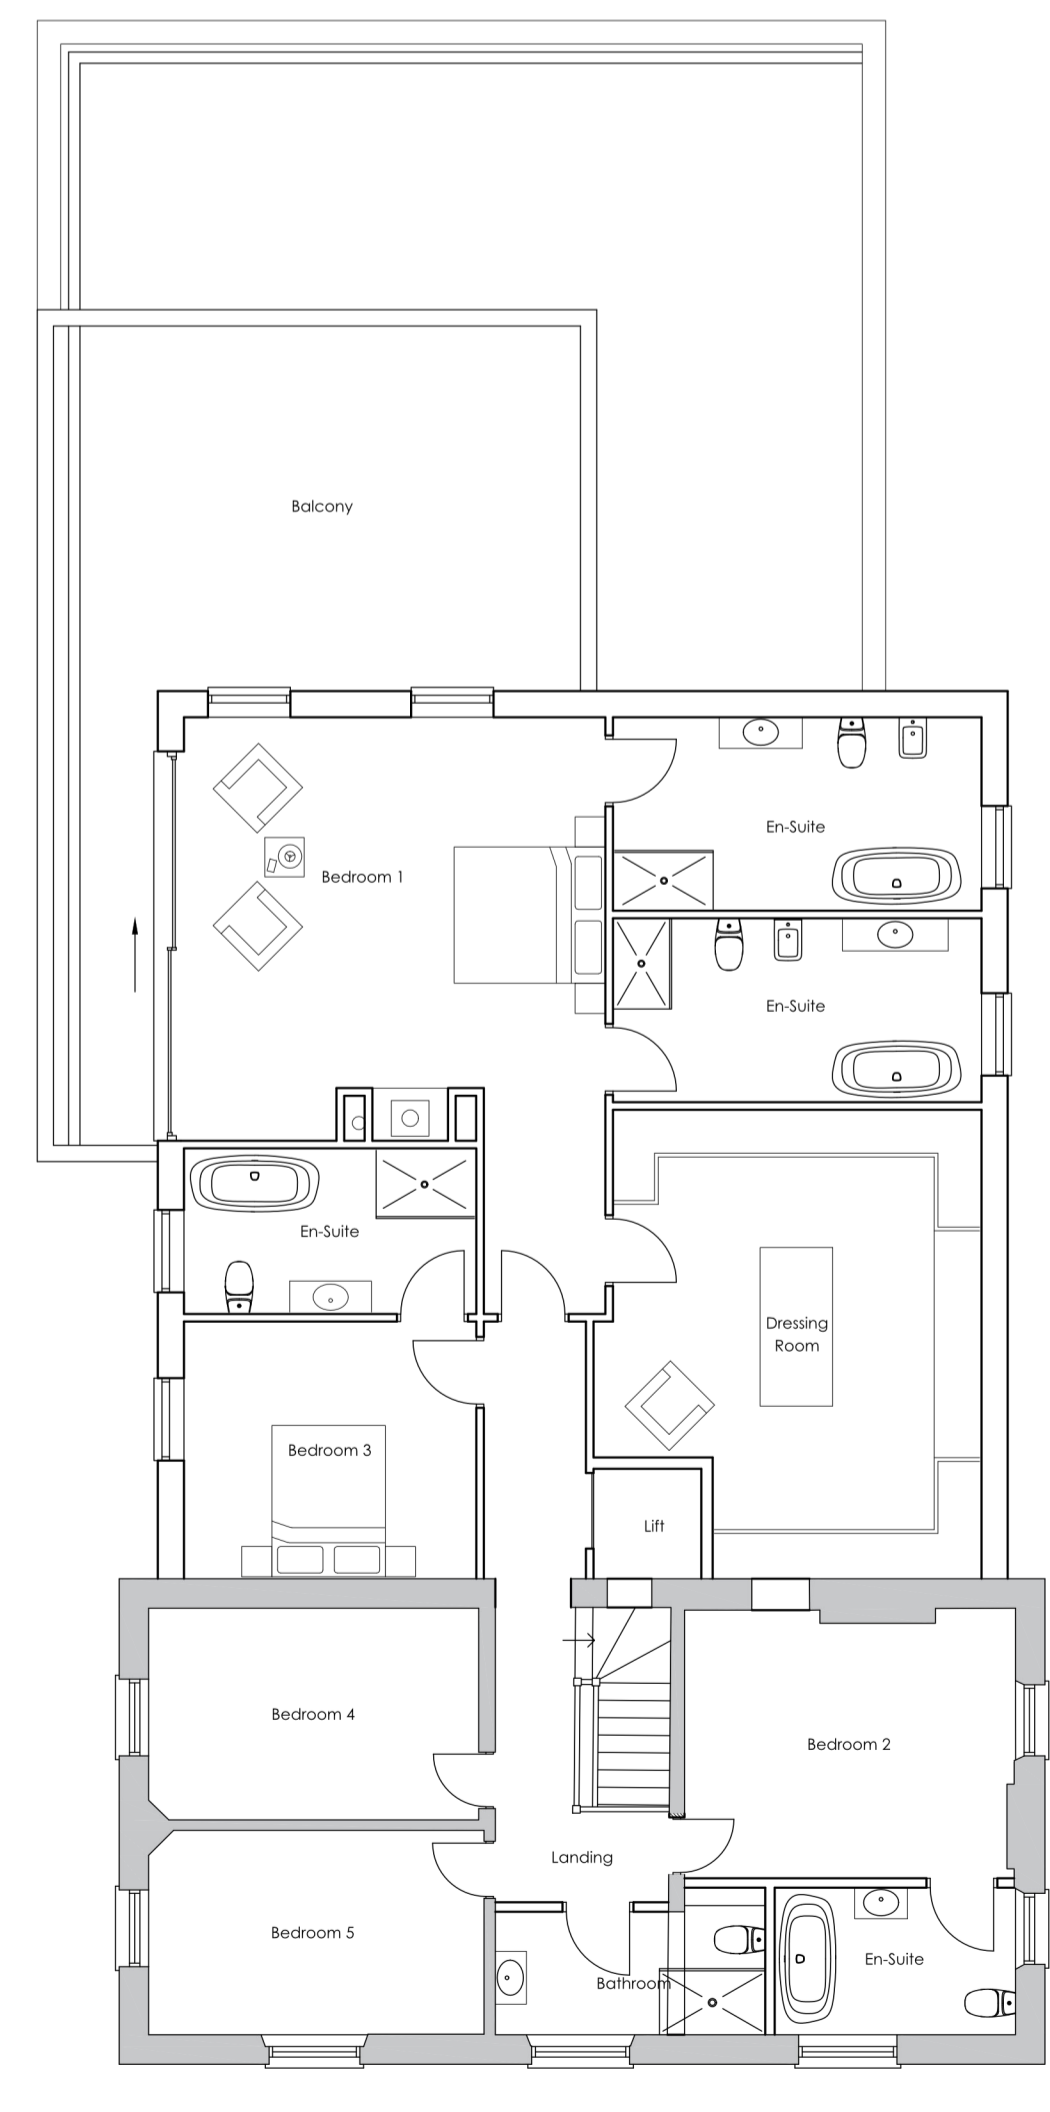 Balcony
En-Suite
Bedroom 1
En-Suite
En-Suite
Dressing
Room
Bedroom 3
Lift
Bedroom 4
Bedroom 2
Landing
Bedroom 5
En-Suite
Bathroom